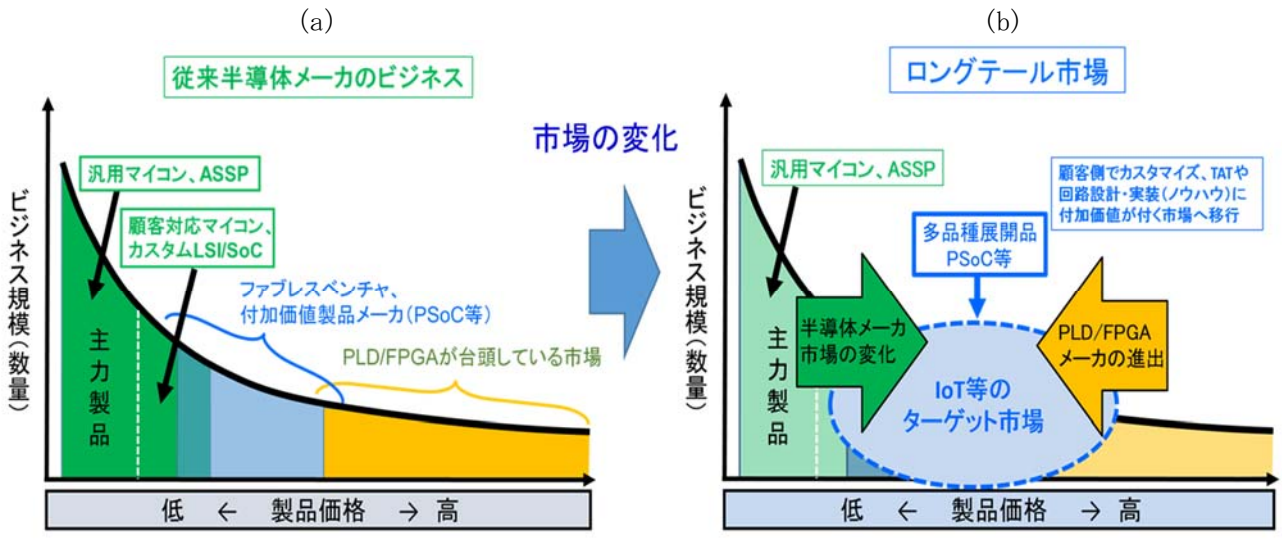 (a)
従来半導体メーカのビジネス
ビジネス規模(数量)
汎用マイコン、ASSP
顧客対応マイコン、
カスタムLSI/SoC
ファブレスベンチャ、
付加価値製品メーカ(PSoC等)
PLD/FPGAが台頭している市場
主力製品
低 ← 製品価格 → 高
市場の変化
(b)
ロングテール市場
ビジネス規模(数量)
汎用マイコン、ASSP
顧客側でカスタマイズ、TATや
回路設計・実装(ノウハウ)に
付加価値が付く市場へ移行
多品種展開品
PSoC等
主力製品
半導体メーカ
市場の変化
PLD/FPGA
メーカの進出
IoT等の
ターゲット市場
低 ← 製品価格 → 高